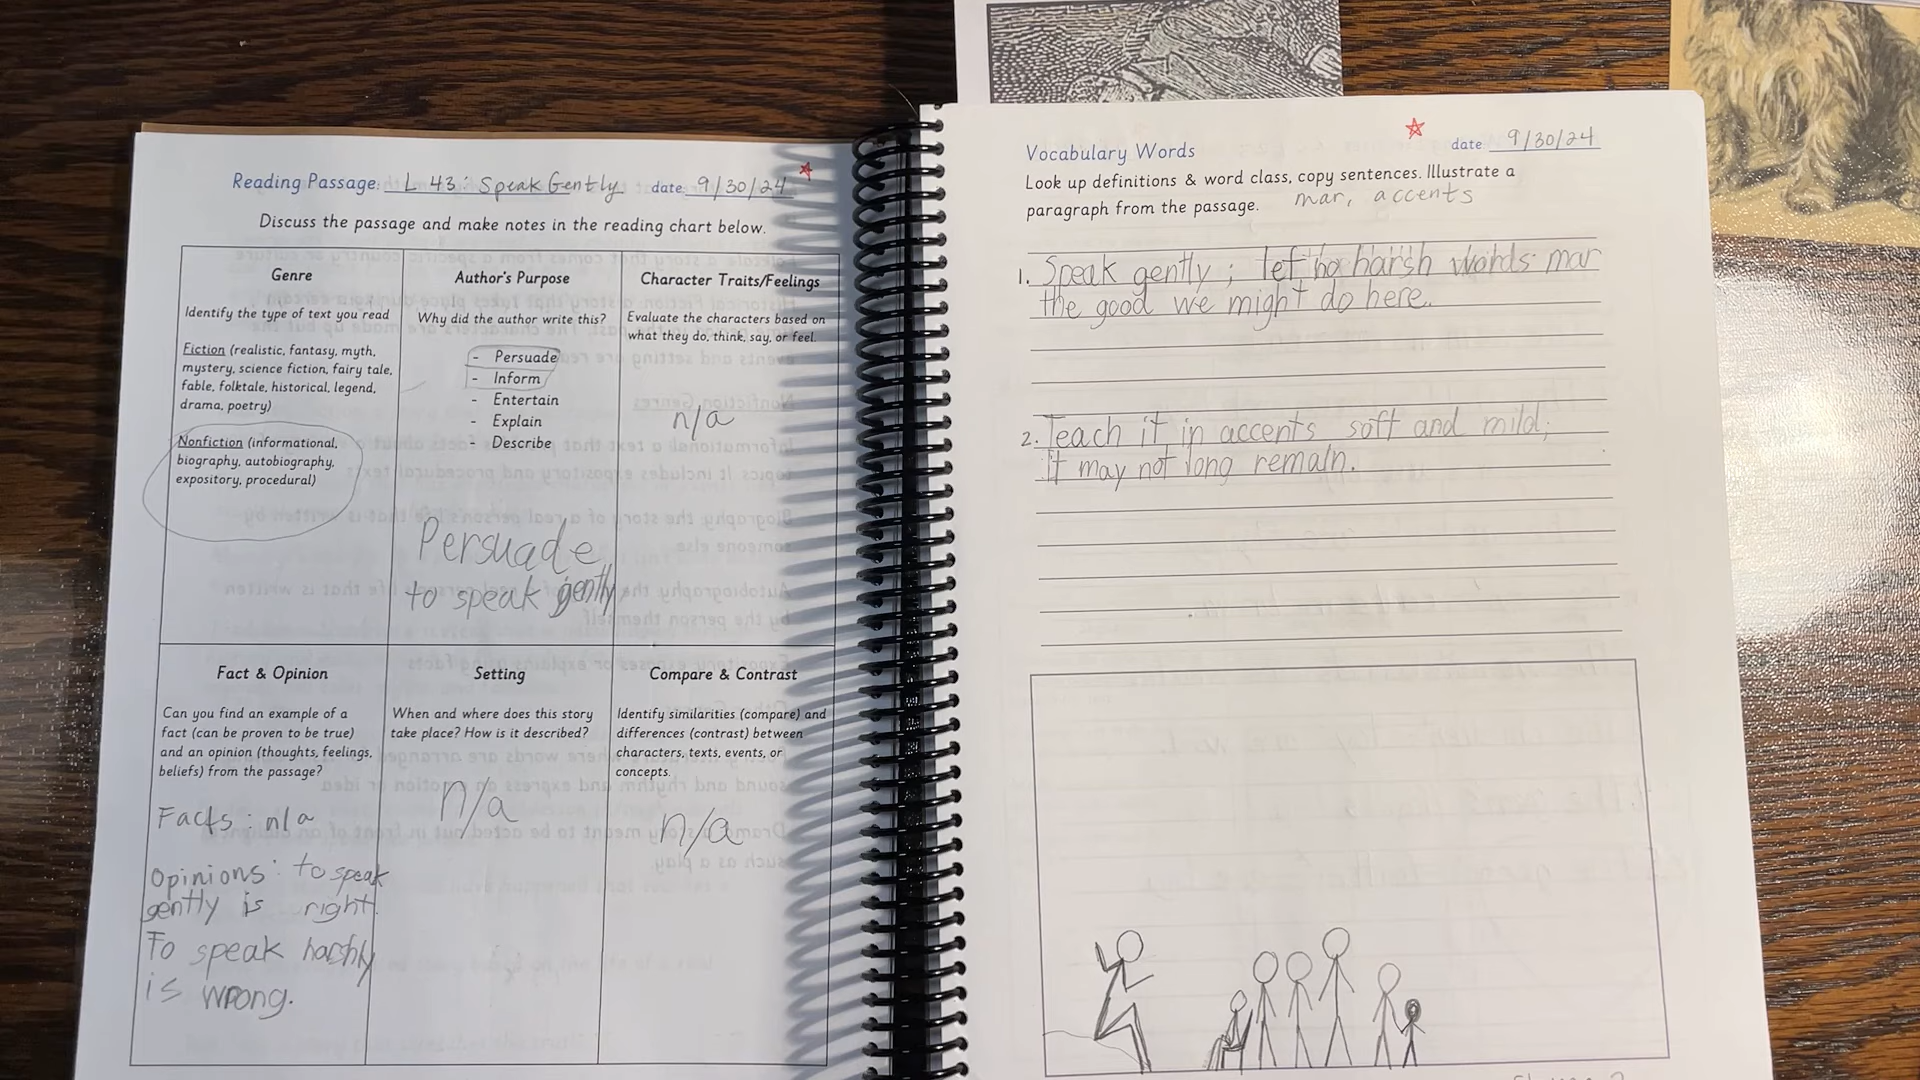 Reading Passage: L 43: Speak Gently date 9/30/24
Discuss the passage and make notes in the reading chart below.
Genre
Identify the type of text you read
Fiction (realistic, fantasy, myth,
mystery, science fiction, fairy tale,
fable, folktale, historical, legend,
drama, poetry)
Nonfiction (informational,
biography, autobiography,
expository, procedural)
Author's Purpose
Why did the author write this?
- Persuade
- Inform
- Entertain
- Explain
- Describe
Persuade
to speak gently
Character Traits/Feelings
Evaluate the characters based on
what they do, think, say, or feel.
n/a
Fact & Opinion
Can you find an example of a
fact (can be proven to be true)
and an opinion (thoughts, feelings,
beliefs) from the passage?
Facts: n/a
Opinions: to speak
gently is right.
To speak harshly
is wrong.
Setting
When and where does this story
take place? How is it described?
n/a
Compare & Contrast
Identify similarities (compare) and
differences (contrast) between
characters, texts, events, or
concepts.
n/a
Vocabulary Words date 9/30/24
Look up definitions & word class, copy sentences. Illustrate a
paragraph from the passage. mar, accents
1. Speak gently; let no harsh words mar
the good we might do here.
2. Teach it in accents soft and mild;
It may not long remain.